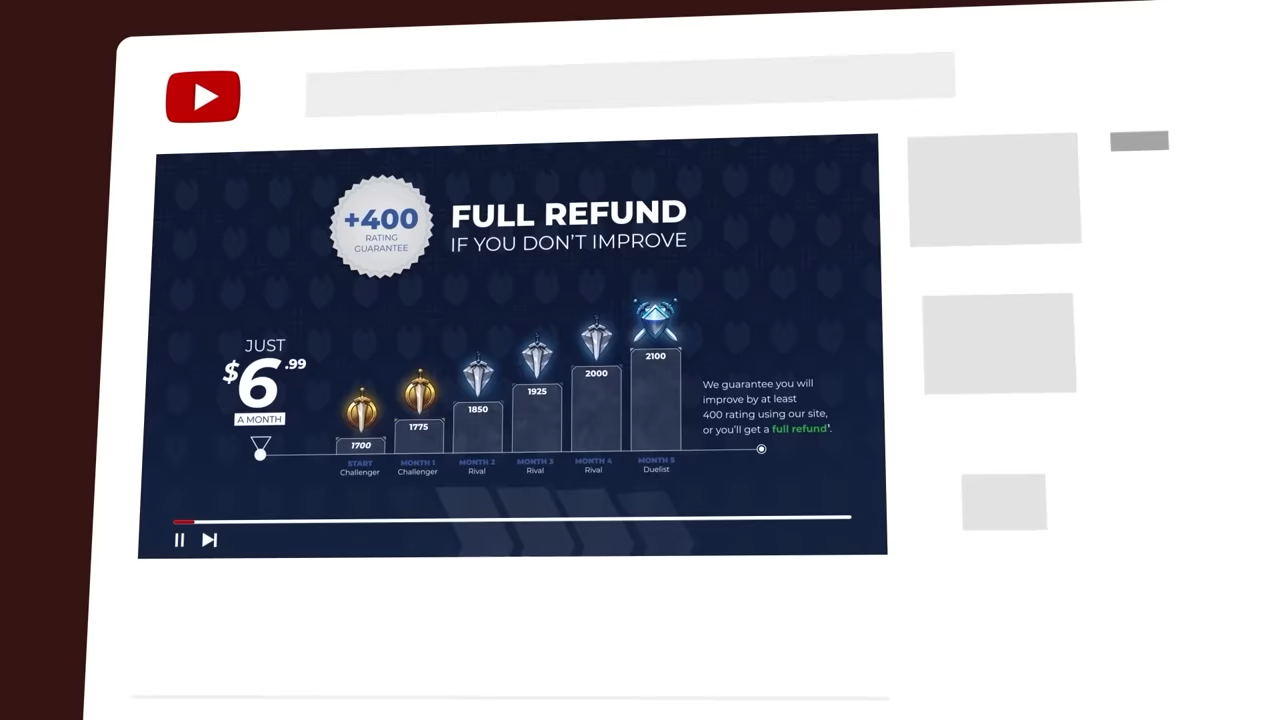 +400
RATING
GUARANTEE
FULL REFUND
IF YOU DON'T IMPROVE
JUST
$6.99
A MONTH
1700
1775
1850
1925
2000
2100
START
Challenger
MONTH 1
Challenger
MONTH 2
Rival
MONTH 3
Rival
MONTH 4
Rival
MONTH 5
Duelist
We guarantee you will
improve by at least
400 rating using our site,
or you'll get a full refund¹.